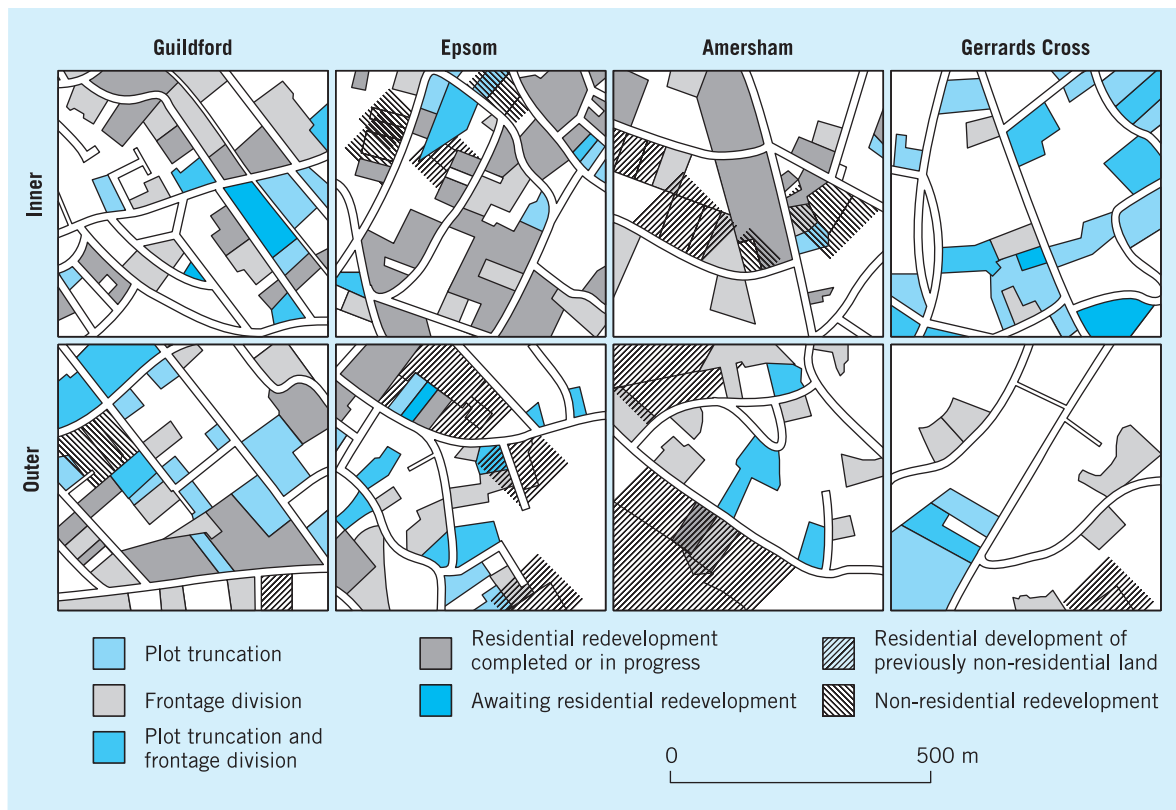 Guildford
Epsom
Amersham
Gerrards Cross
Inner
Outer
Plot truncation
Frontage division
Plot truncation and
frontage division
Residential redevelopment
completed or in progress
Awaiting residential redevelopment
Residential development of
previously non-residential land
Non-residential redevelopment
0
500 m